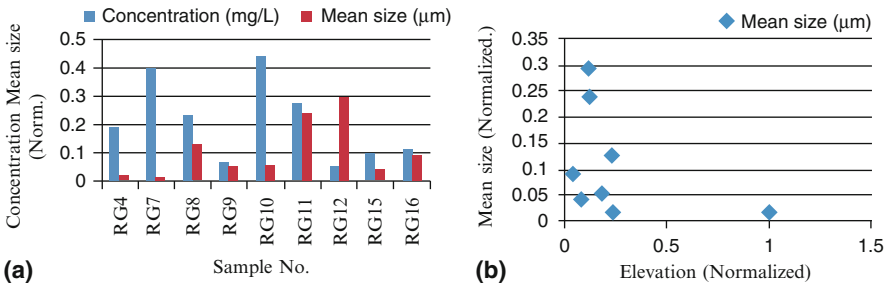 Concentration (mg/L) Mean size (μm)
Concentration Mean size
(Norm.)
0.5
0.4
0.3
0.2
0.1
0
RG4
RG7
RG8
RG9
RG10
RG11
RG12
RG15
RG16
Sample No.
(a)
Mean size (μm)
Mean size (Normalized.)
0.35
0.3
0.25
0.2
0.15
0.1
0.05
0
0 0.5 1 1.5
Elevation (Normalized)
(b)